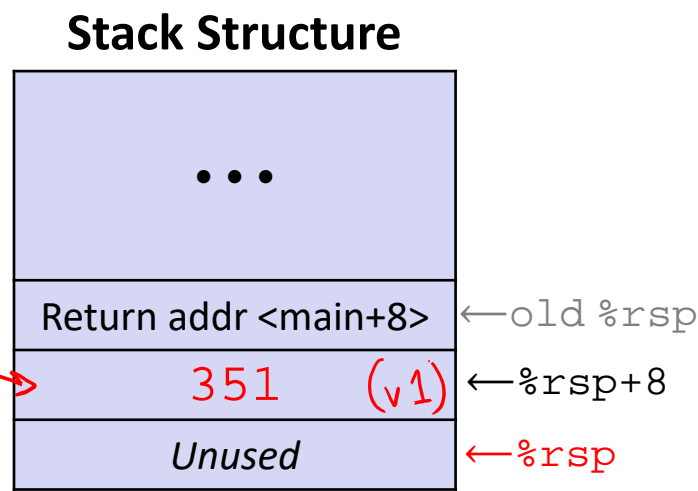 Stack Structure
• • •
Return addr <main+8> ←old %rsp
351 (v1) ←%rsp+8
Unused ←%rsp